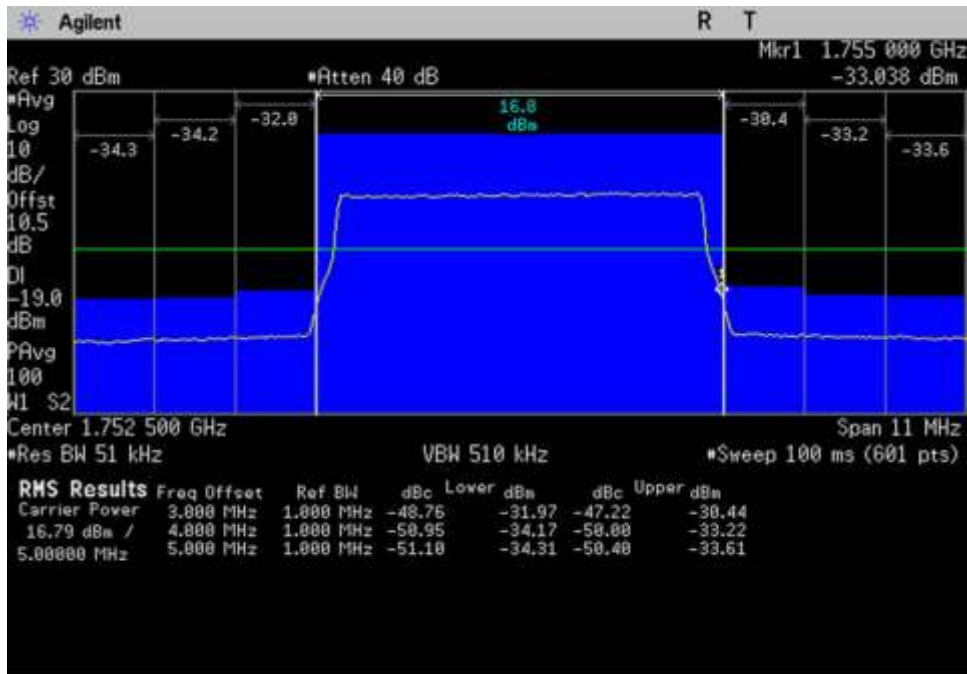 Agilent R T
Mkr1 1.755 000 GHz
Ref 30 dBm #Atten 40 dB -33.038 dBm
#Avg
Log
10
dB/
Offst
10.5
dB
DI
-19.0
dBm
PAvg
100
W1 S2
-34.3 -34.2 -32.0 16.8 dBm -30.4 -33.2 -33.6
1
Center 1.752 500 GHz Span 11 MHz
#Res BW 51 kHz VBW 510 kHz #Sweep 100 ms (601 pts)
RMS Results Freq Offset Ref BW dBc Lower dBm dBc Upper dBm
Carrier Power 3.000 MHz 1.000 MHz -48.76 -31.97 -47.22 -30.44
16.79 dBm / 4.000 MHz 1.000 MHz -50.95 -34.17 -50.00 -33.22
5.00000 MHz 5.000 MHz 1.000 MHz -51.10 -34.31 -50.40 -33.61